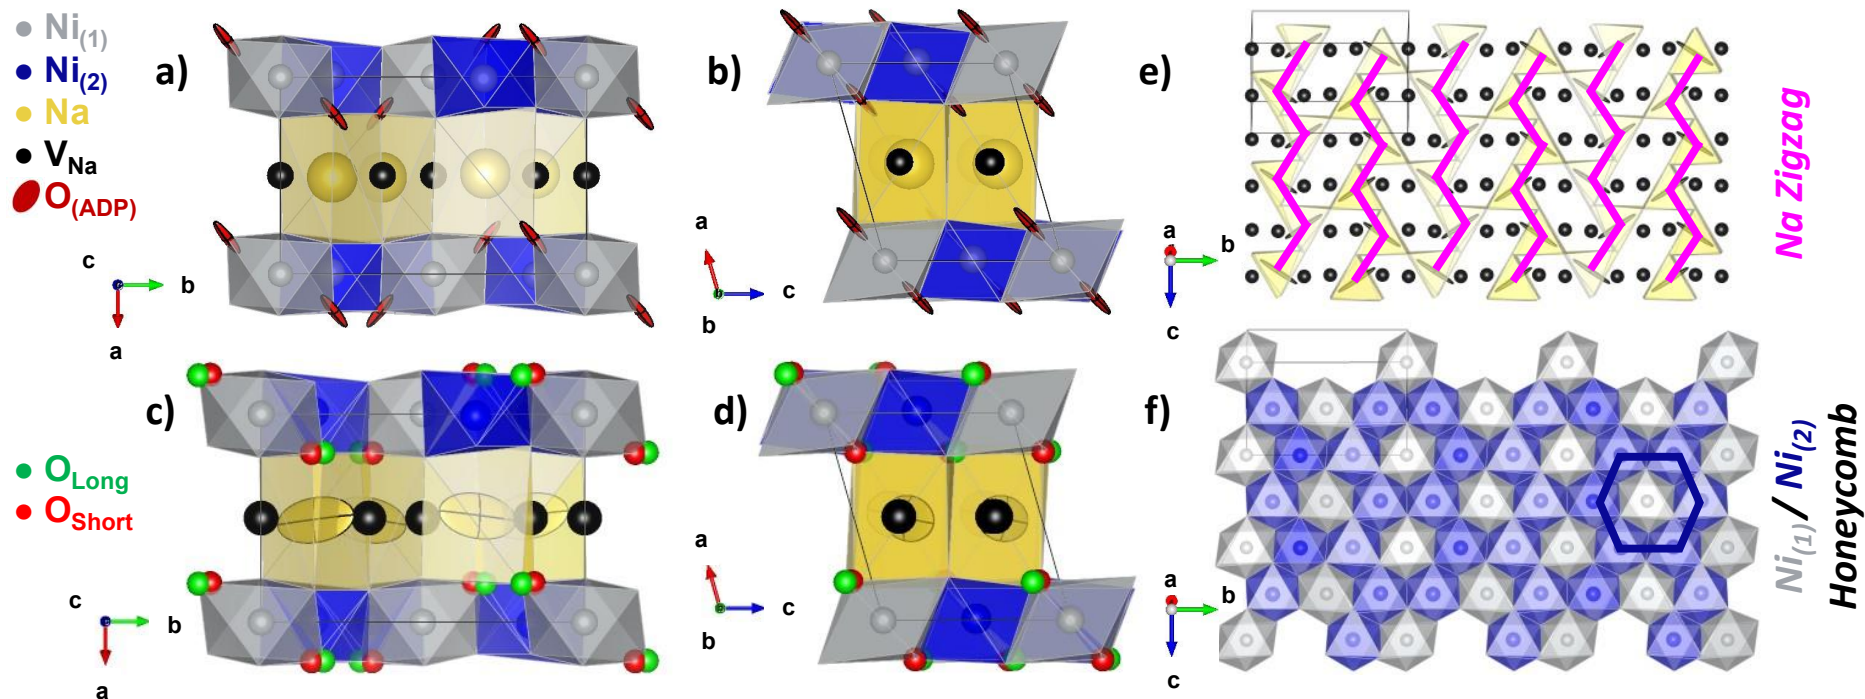 Ni(1)
Ni(2)
Na
VNa
O(ADP)
a)
c
b
a
b)
a
c
b
e)
a
b
c
Na Zigzag
OLong
OShort
c)
c
b
a
d)
a
c
b
f)
a
b
c
Ni(1)/ Ni(2)
Honeycomb